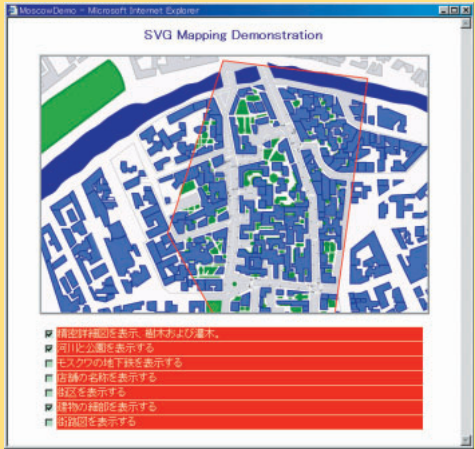 MoscowDemo - Microsoft Internet Explorer
SVG Mapping Demonstration
精密詳細図を表示、樹木および灌木。
河川と公園を表示する
モスクワの地下鉄を表示する
店舗の名称を表示する
街区を表示する
建物の細部を表示する
街路図を表示する